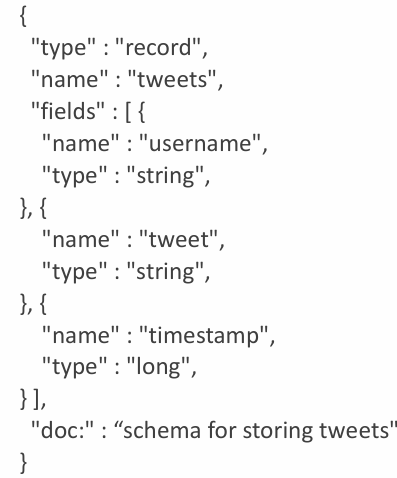 {
"type" : "record",
"name" : "tweets",
"fields" : [ {
"name" : "username",
"type" : "string",
}, {
"name" : "tweet",
"type" : "string",
}, {
"name" : "timestamp",
"type" : "long",
} ],
"doc:" : “schema for storing tweets"
}